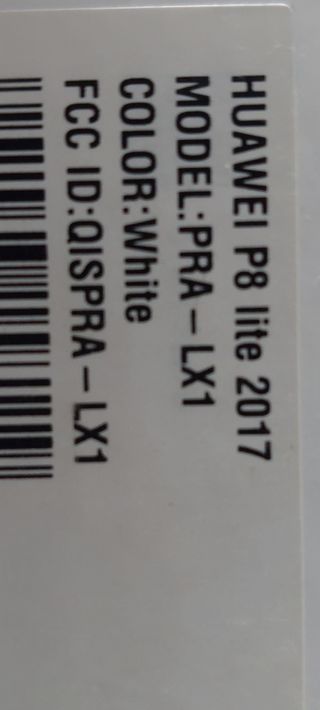 HUAWEI P8 lite 2017
MODEL:PRA-LX1
COLOR:White
FCC ID:QISPRA-LX1